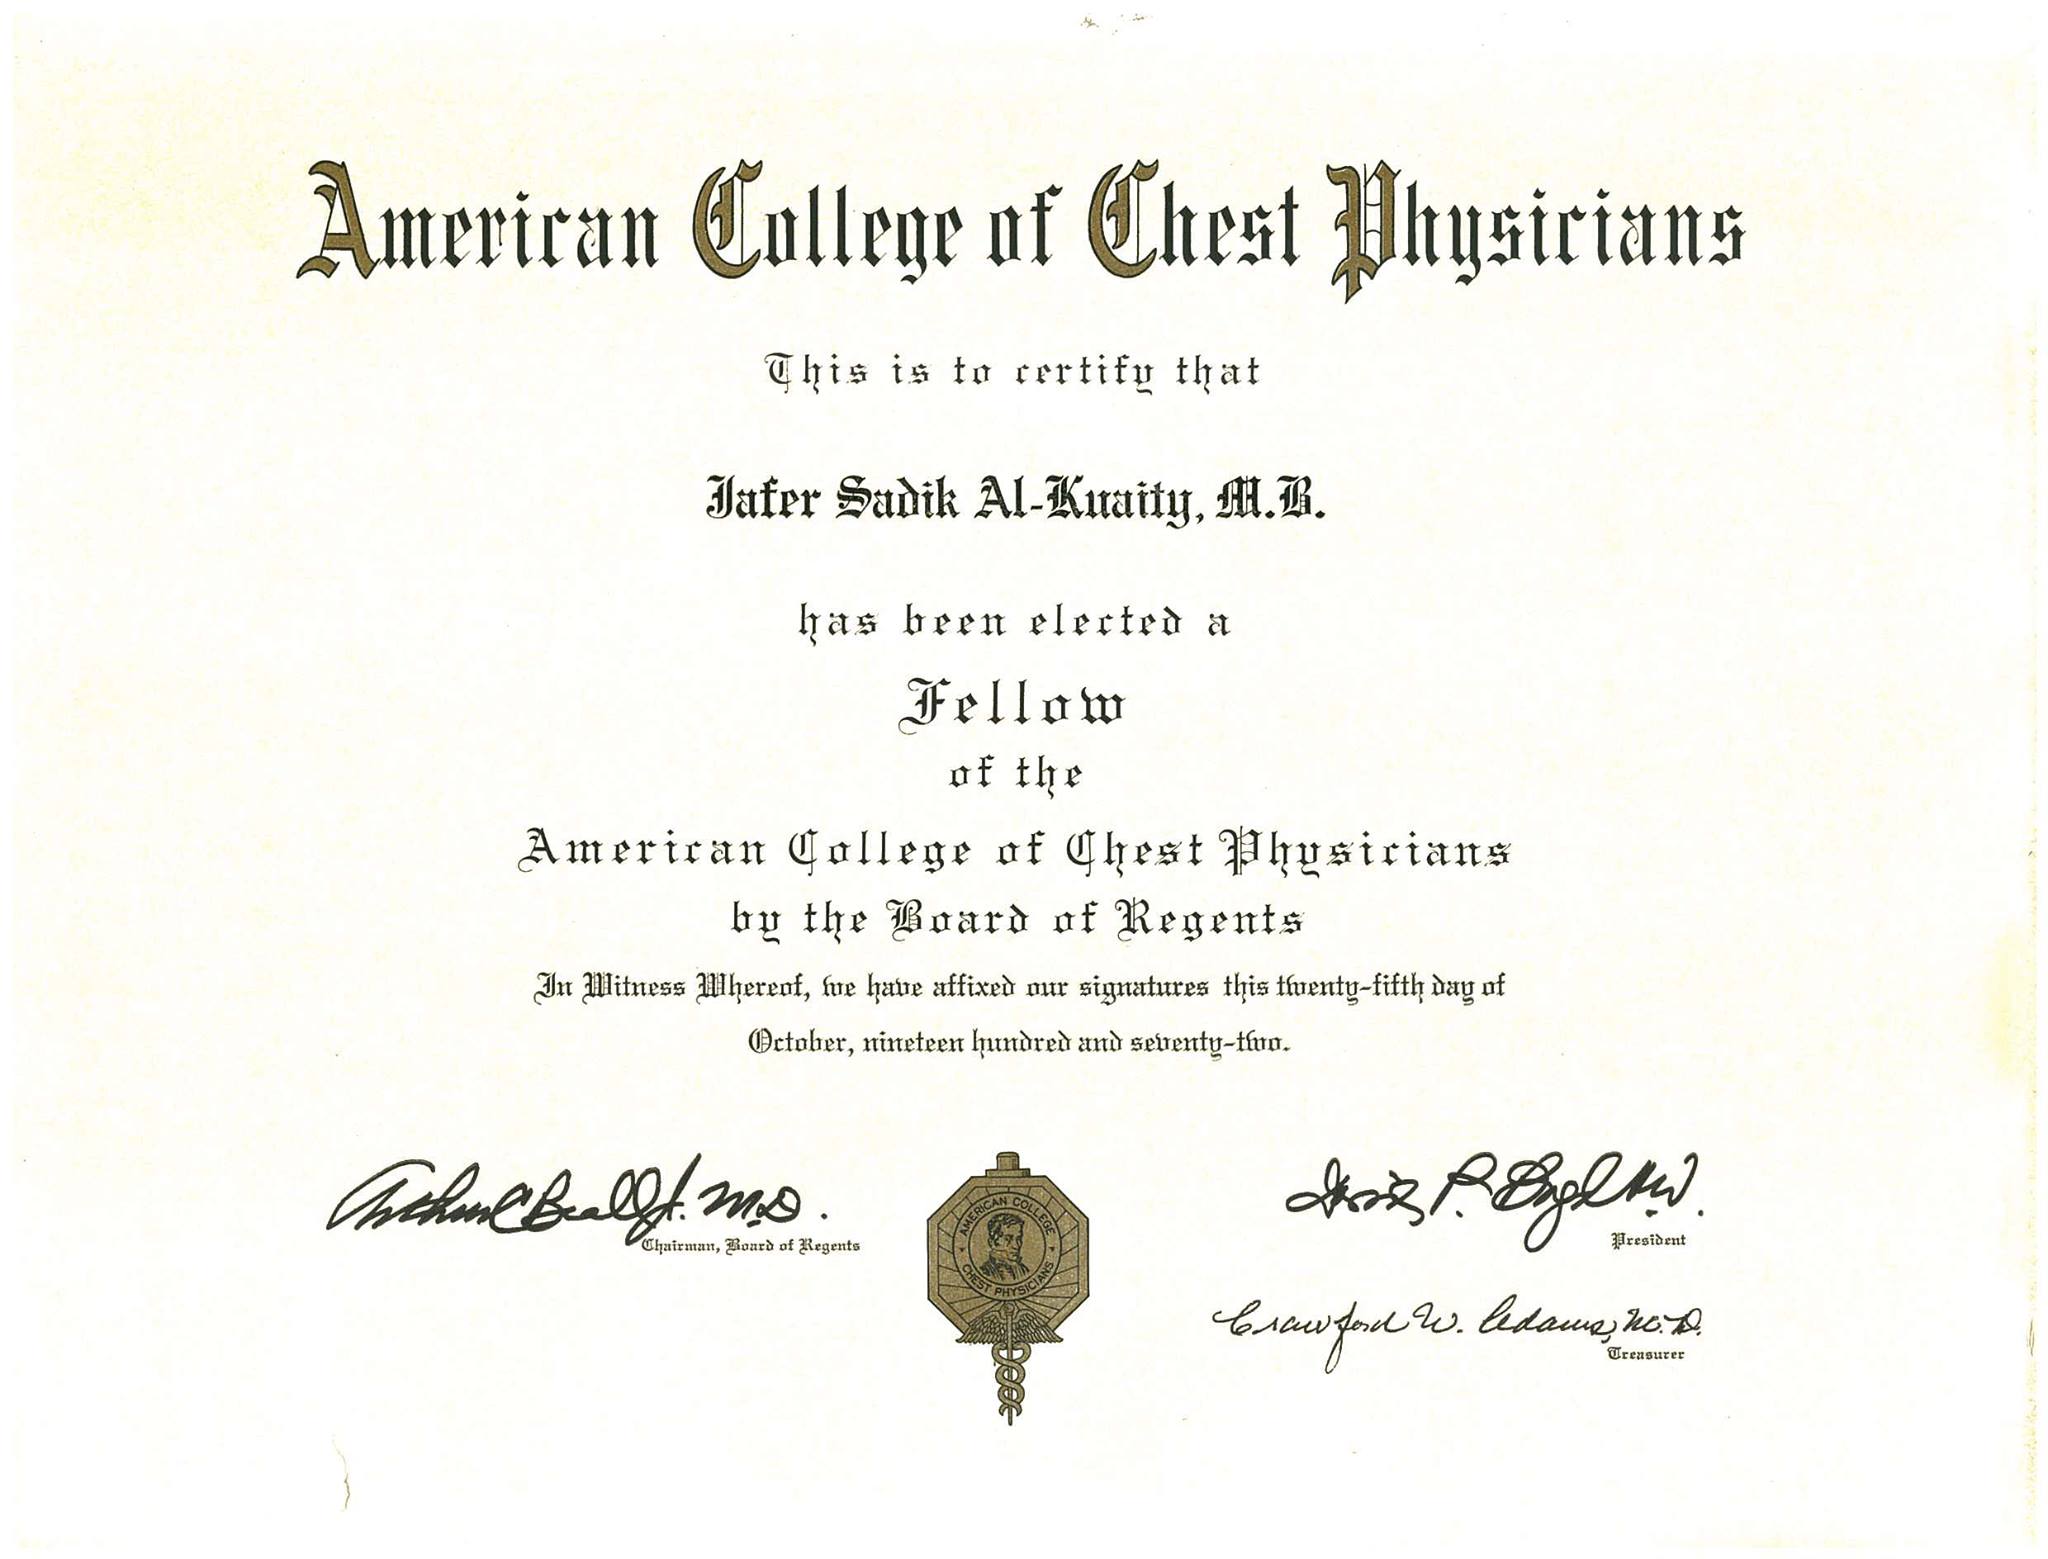 American College of Chest Physicians
This is to certify that
Jafer Sadik Al-Kuaity, M.B.
has been elected a
Fellow
of the
American College of Chest Physicians
by the Board of Regents
In Witness Whereof, we have affixed our signatures this twenty-fifth day of
October, nineteen hundred and seventy-two.
Arthur C Beall Jr. M.D.
Chairman, Board of Regents
AMERICAN COLLEGE
CHEST PHYSICIANS
P. M.D.
President
Crawford W. Adams, M.D.
Treasurer